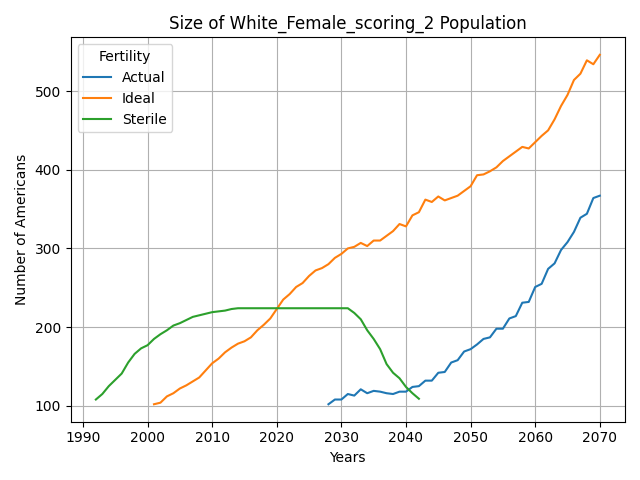 Size of White_Female_scoring_2 Population
Fertility
Actual
Ideal
Sterile
Number of Americans
500
400
300
200
100
1990 2000 2010 2020 2030 2040 2050 2060 2070
Years